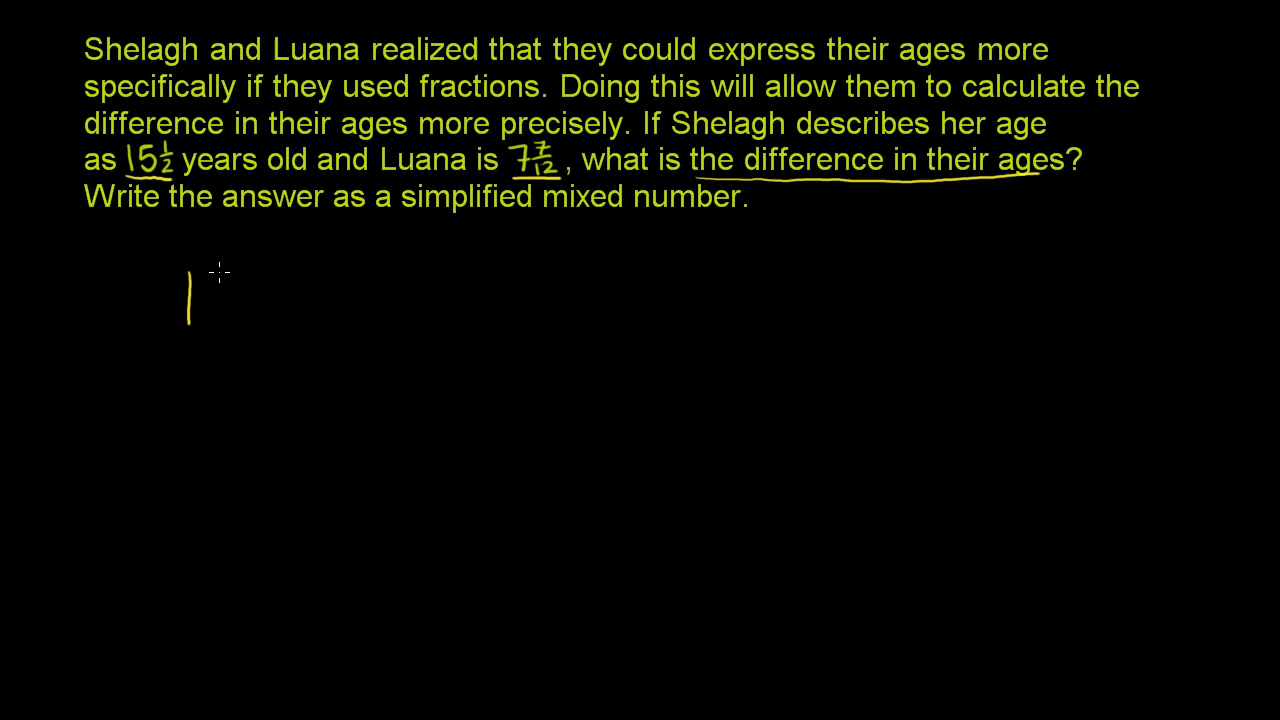 Shelagh and Luana realized that they could express their ages more
specifically if they used fractions. Doing this will allow them to calculate the
difference in their ages more precisely. If Shelagh describes her age
as 15 1/2 years old and Luana is 7 7/12, what is the difference in their ages?
Write the answer as a simplified mixed number.
1